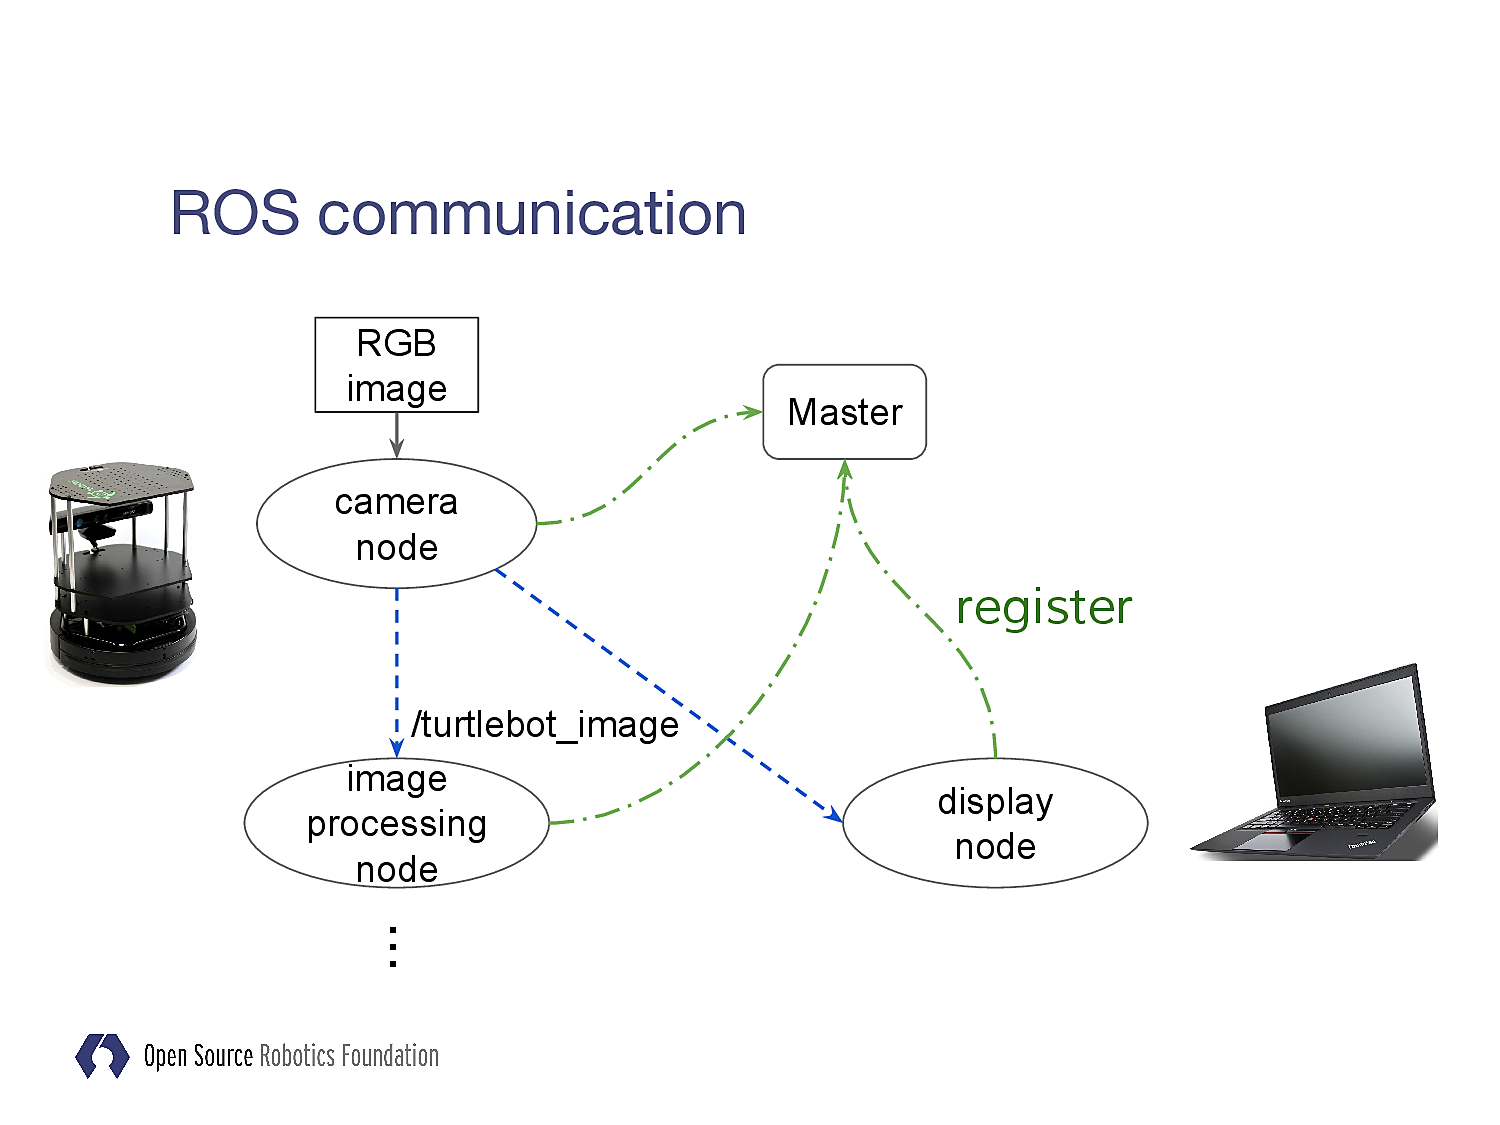 ROS communication
RGB
image
Master
camera
node
register
/turtlebot_image
image
processing
node
display
node
⋮
Open Source Robotics Foundation